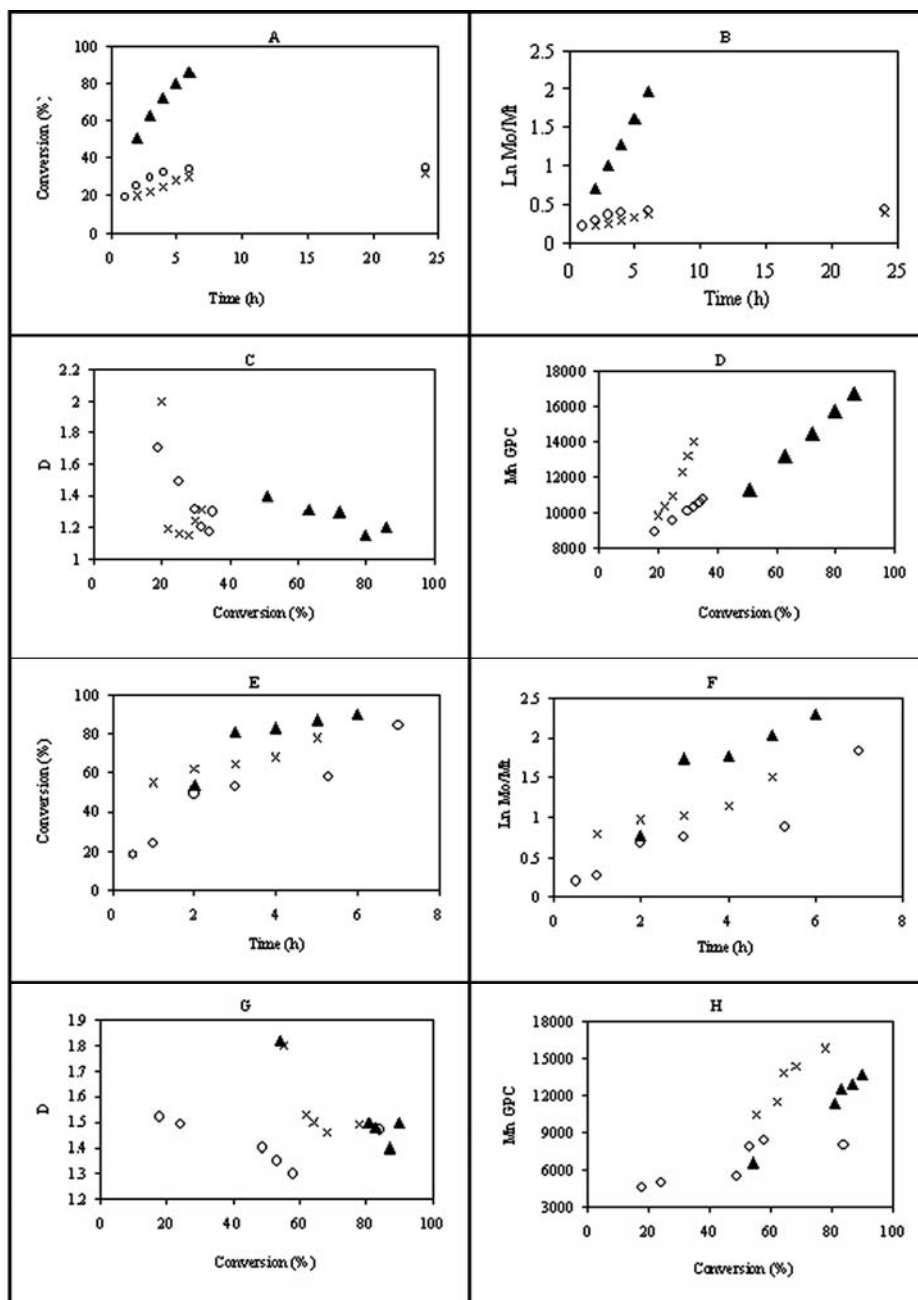 A
Conversion (%)
100
80
60
40
20
0
0 5 10 15 20 25
Time (h)
B
Ln Mo/Mt
2.5
2
1.5
1
0.5
0
0 5 10 15 20 25
Time (h)
C
D
2.2
2
1.8
1.6
1.4
1.2
1
0 20 40 60 80 100
Conversion (%)
D
Mn GPC
18000
16000
14000
12000
10000
8000
0 20 40 60 80 100
Conversion (%)
E
Conversion (%)
100
80
60
40
20
0
0 2 4 6 8
Time (h)
F
Ln Mo/Mt
2.5
2
1.5
1
0.5
0
0 2 4 6 8
Time (h)
G
D
1.9
1.8
1.7
1.6
1.5
1.4
1.3
1.2
0 20 40 60 80 100
Conversion (%)
H
Mn GPC
18000
15000
12000
9000
6000
3000
0 20 40 60 80 100
Conversion (%)